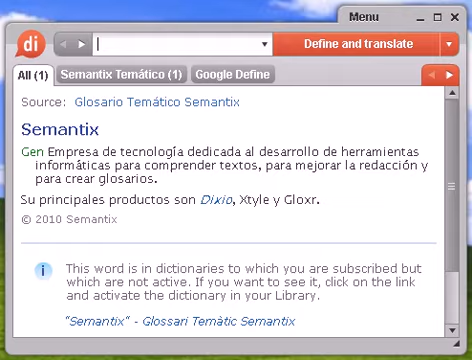 Menu
di
Define and translate
All (1)
Semantix Temático (1)
Google Define
Source: Glosario Temático Semantix
Semantix
Gen Empresa de tecnología dedicada al desarrollo de herramientas
informáticas para comprender textos, para mejorar la redacción y
para crear glosarios.
Su principales productos son Dixio, Xtyle y Gloxr.
© 2010 Semantix
This word is in dictionaries to which you are subscribed but
which are not active. If you want to see it, click on the link
and activate the dictionary in your Library.
"Semantix" - Glossari Temàtic Semantix